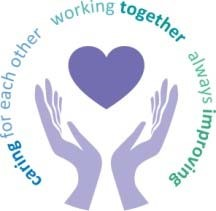 caring for each other
working together
always improving